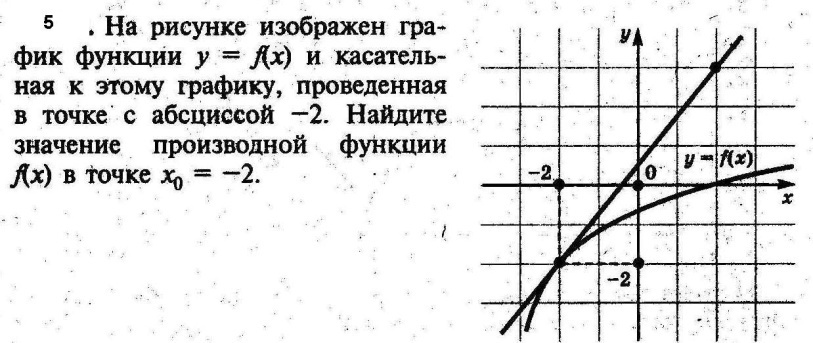 5 . На рисунке изображен гра-
фик функции y = f(x) и касатель-
ная к этому графику, проведенная
в точке с абсциссой −2. Найдите
значение производной функции
f(x) в точке x₀ = −2.
y
y = f(x)
−2
0
x
−2